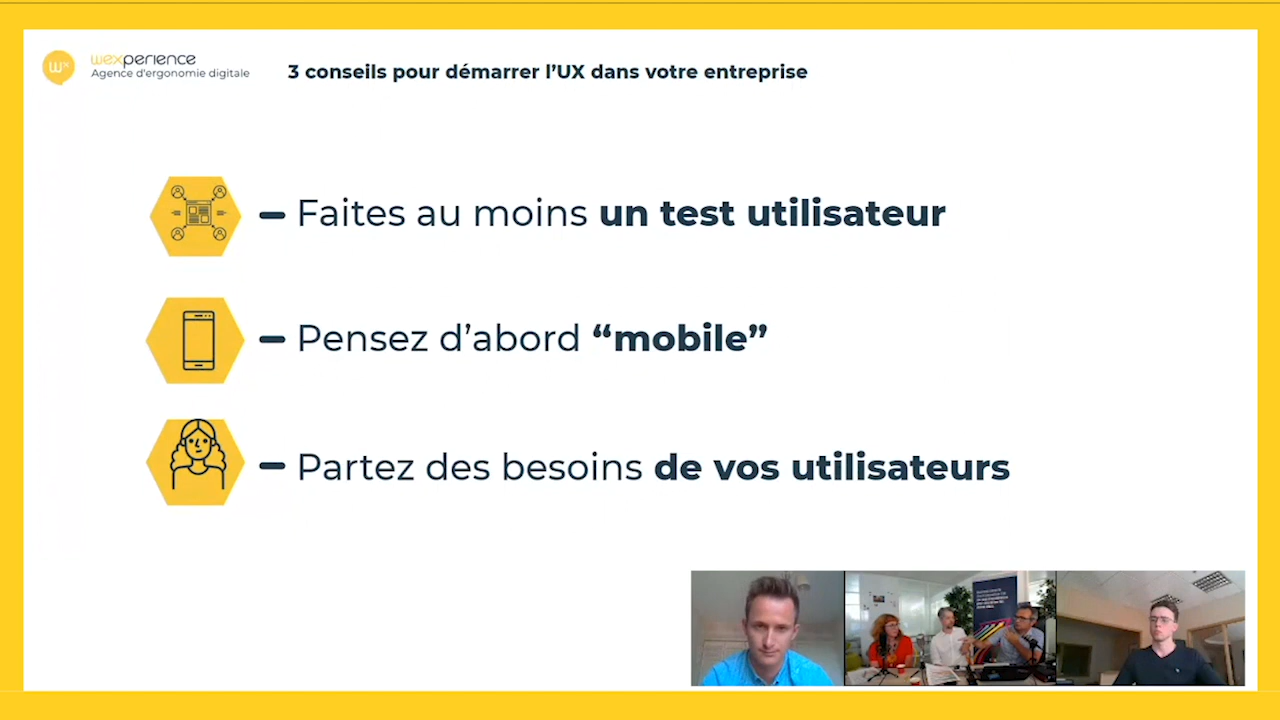 wexperience
Agence d'ergonomie digitale
3 conseils pour démarrer l'UX dans votre entreprise
Faites au moins un test utilisateur
Pensez d'abord “mobile”
Partez des besoins de vos utilisateurs